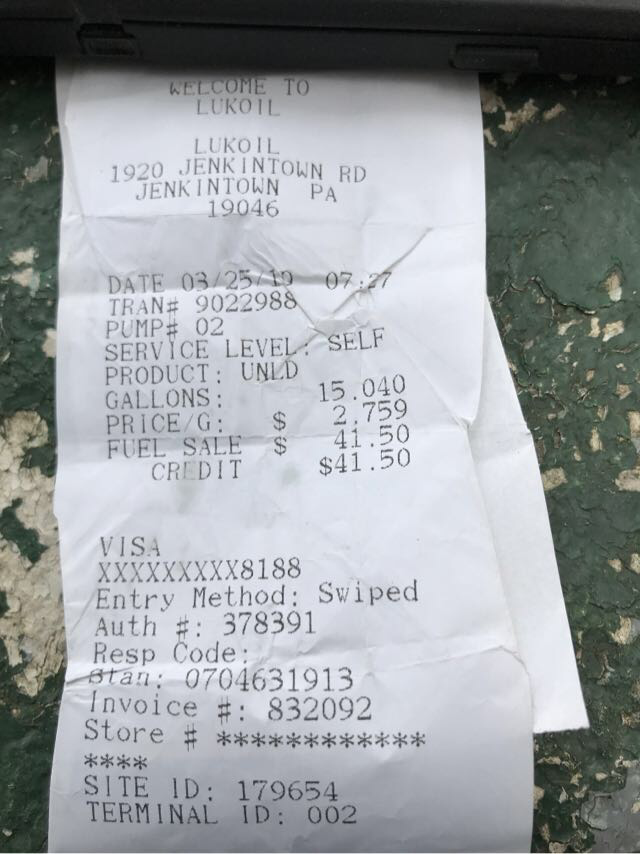 WELCOME TO
LUKOIL
LUKOIL
1920 JENKINTOWN RD
JENKINTOWN PA
19046
DATE 03/25/19 07:27
TRAN# 9022988
PUMP# 02
SERVICE LEVEL: SELF
PRODUCT: UNLD
GALLONS: 15.040
PRICE/G: $ 2.759
FUEL SALE $ 41.50
CREDIT $41.50
VISA
XXXXXXXXX8188
Entry Method: Swiped
Auth #: 378391
Resp Code:
Stan: 0704631913
Invoice #: 832092
Store # ************
****
SITE ID: 179654
TERMINAL ID: 002